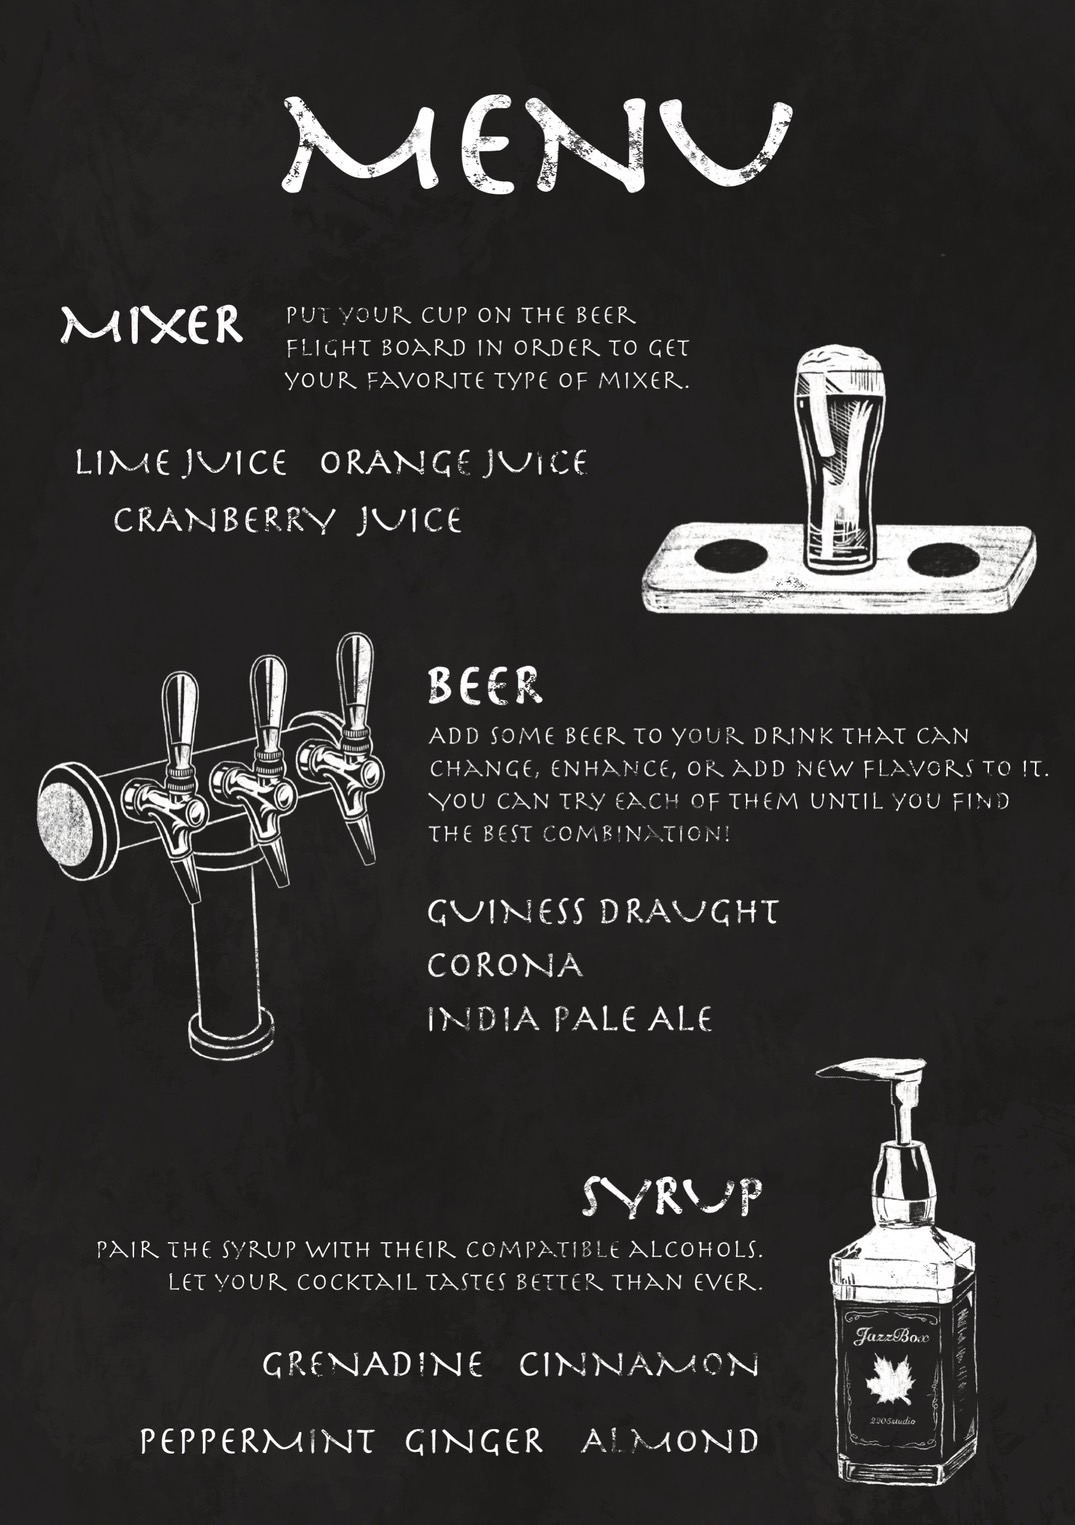 MENU
MIXER
PUT YOUR CUP ON THE BEER
FLIGHT BOARD IN ORDER TO GET
YOUR FAVORITE TYPE OF MIXER.
LIME JUICE ORANGE JUICE
CRANBERRY JUICE
BEER
ADD SOME BEER TO YOUR DRINK THAT CAN
CHANGE, ENHANCE, OR ADD NEW FLAVORS TO IT.
YOU CAN TRY EACH OF THEM UNTIL YOU FIND
THE BEST COMBINATION!
GUINESS DRAUGHT
CORONA
INDIA PALE ALE
SYRUP
PAIR THE SYRUP WITH THEIR COMPATIBLE ALCOHOLS.
LET YOUR COCKTAIL TASTES BETTER THAN EVER.
GRENADINE CINNAMON
PEPPERMINT GINGER ALMOND
JazzBox
220Studio